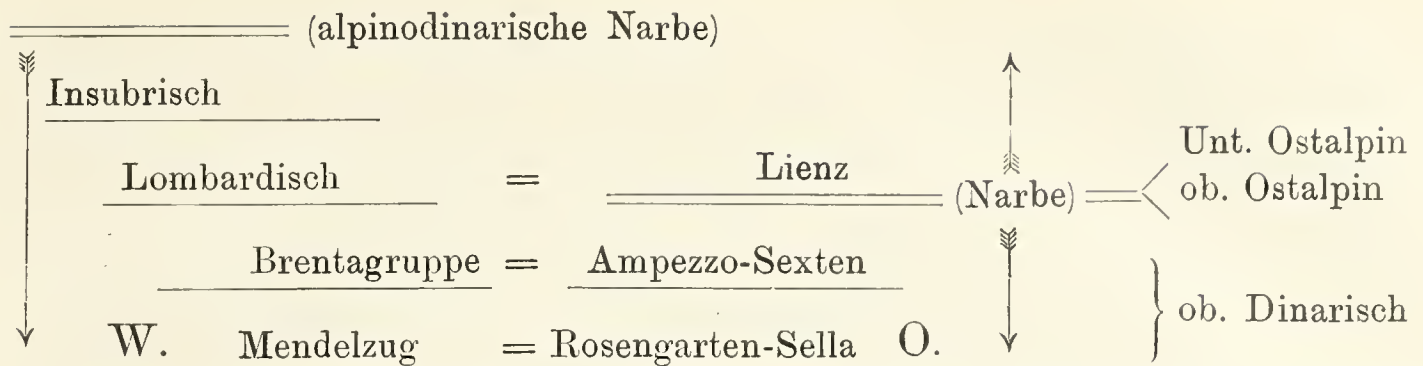 (alpinodinarische Narbe)
Insubrisch
Unt. Ostalpin
Lombardisch = Lienz (Narbe) = ob. Ostalpin
Brentagruppe = Ampezzo-Sexten
ob. Dinarisch
W. Mendelzug = Rosengarten-Sella O.